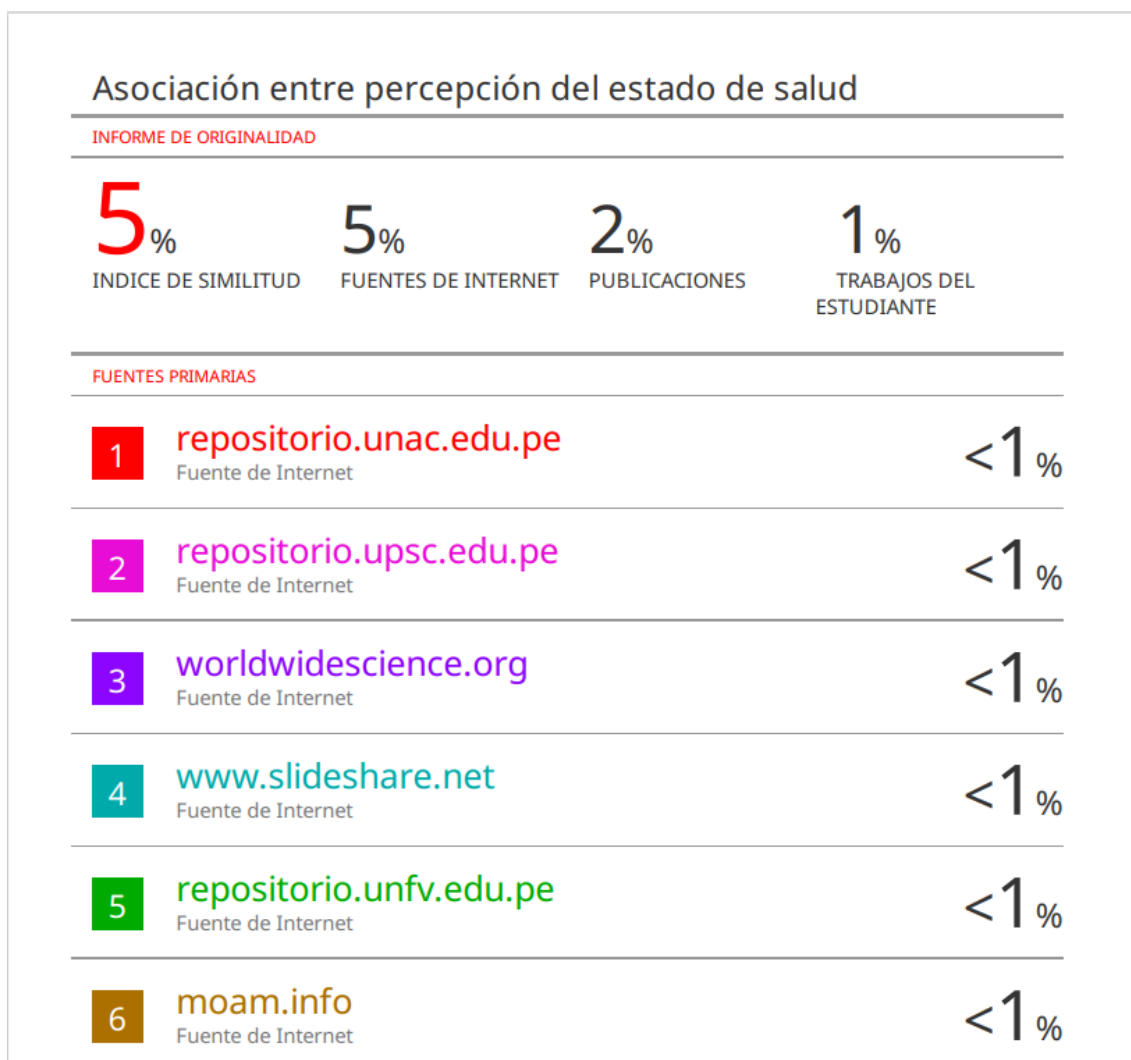 Asociación entre percepción del estado de salud
INFORME DE ORIGINALIDAD
5% 5% 2% 1%
INDICE DE SIMILITUD FUENTES DE INTERNET PUBLICACIONES TRABAJOS DEL
ESTUDIANTE
FUENTES PRIMARIAS
1 repositorio.unac.edu.pe <1%
Fuente de Internet
2 repositorio.upsc.edu.pe <1%
Fuente de Internet
3 worldwidescience.org <1%
Fuente de Internet
4 www.slideshare.net <1%
Fuente de Internet
5 repositorio.unfv.edu.pe <1%
Fuente de Internet
6 moam.info <1%
Fuente de Internet